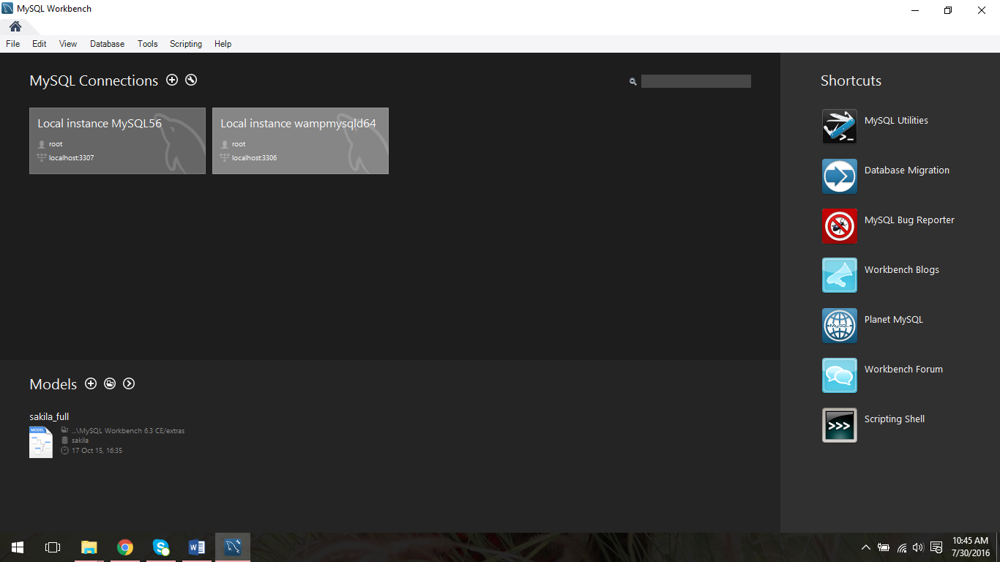 MySQL Workbench
File Edit View Database Tools Scripting Help
MySQL Connections
Local instance MySQL56
root
localhost:3307
Local instance wampmysqld64
root
localhost:3306
Models
sakila_full
MODEL
...\MySQL Workbench 6.3 CE/extras
sakila
17 Oct 15, 16:35
Shortcuts
MySQL Utilities
Database Migration
MySQL Bug Reporter
Workbench Blogs
MySQL
Planet MySQL
Workbench Forum
>>>
Scripting Shell
10:45 AM
7/30/2016